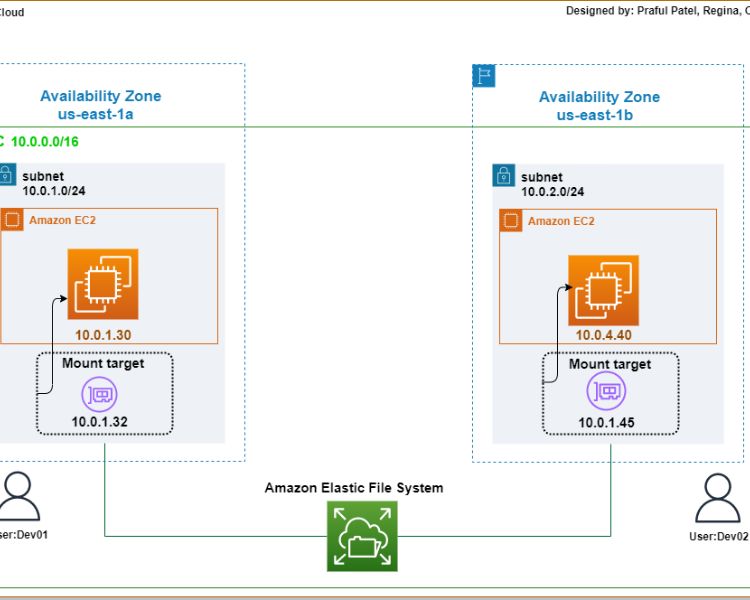 Cloud
Designed by: Praful Patel, Regina,
Availability Zone
us-east-1a
Availability Zone
us-east-1b
C 10.0.0.0/16
subnet
10.0.1.0/24
subnet
10.0.2.0/24
Amazon EC2
Amazon EC2
10.0.1.30
10.0.4.40
Mount target
10.0.1.32
Mount target
10.0.1.45
Amazon Elastic File System
ser:Dev01
User:Dev02